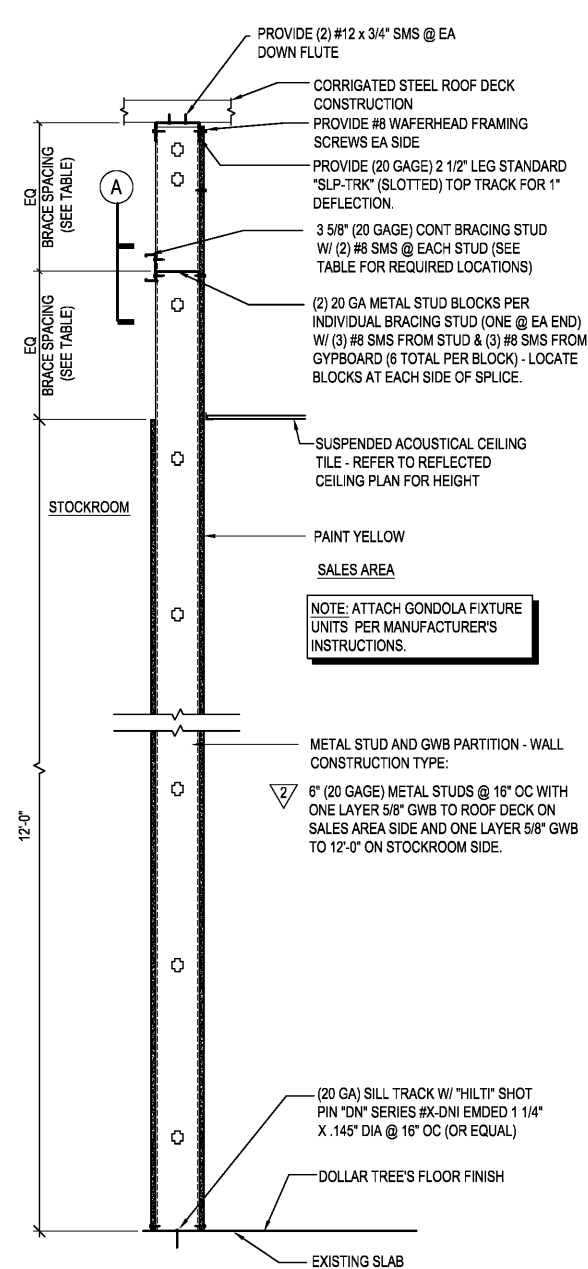 PROVIDE (2) #12 x 3/4" SMS @ EA
DOWN FLUTE
CORRIGATED STEEL ROOF DECK
CONSTRUCTION
PROVIDE #8 WAFERHEAD FRAMING
SCREWS EA SIDE
PROVIDE (20 GAGE) 2 1/2" LEG STANDARD
"SLP-TRK" (SLOTTED) TOP TRACK FOR 1"
DEFLECTION.
EQ
BRACE SPACING
(SEE TABLE)
A
3 5/8" (20 GAGE) CONT BRACING STUD
W/ (2) #8 SMS @ EACH STUD (SEE
TABLE FOR REQUIRED LOCATIONS)
EQ
BRACE SPACING
(SEE TABLE)
(2) 20 GA METAL STUD BLOCKS PER
INDIVIDUAL BRACING STUD (ONE @ EA END)
W/ (3) #8 SMS FROM STUD & (3) #8 SMS FROM
GYPBOARD (6 TOTAL PER BLOCK) - LOCATE
BLOCKS AT EACH SIDE OF SPLICE.
SUSPENDED ACOUSTICAL CEILING
TILE - REFER TO REFLECTED
CEILING PLAN FOR HEIGHT
STOCKROOM
PAINT YELLOW
SALES AREA
NOTE: ATTACH GONDOLA FIXTURE
UNITS PER MANUFACTURER'S
INSTRUCTIONS.
METAL STUD AND GWB PARTITION - WALL
CONSTRUCTION TYPE:
2
6" (20 GAGE) METAL STUDS @ 16" OC WITH
ONE LAYER 5/8" GWB TO ROOF DECK ON
SALES AREA SIDE AND ONE LAYER 5/8" GWB
TO 12'-0" ON STOCKROOM SIDE.
12'-0"
(20 GA) SILL TRACK W/ "HILTI" SHOT
PIN "DN" SERIES #X-DNI EMDED 1 1/4"
X .145" DIA @ 16" OC (OR EQUAL)
DOLLAR TREE'S FLOOR FINISH
EXISTING SLAB